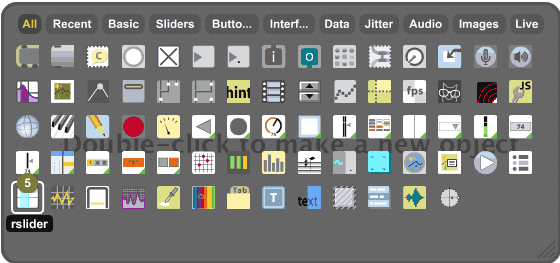 All Recent Basic Sliders Butto... Interf... Data Jitter Audio Images Live
C i o
hint fps JS
Double-click to make a new object
74
5 Tab T text
rslider